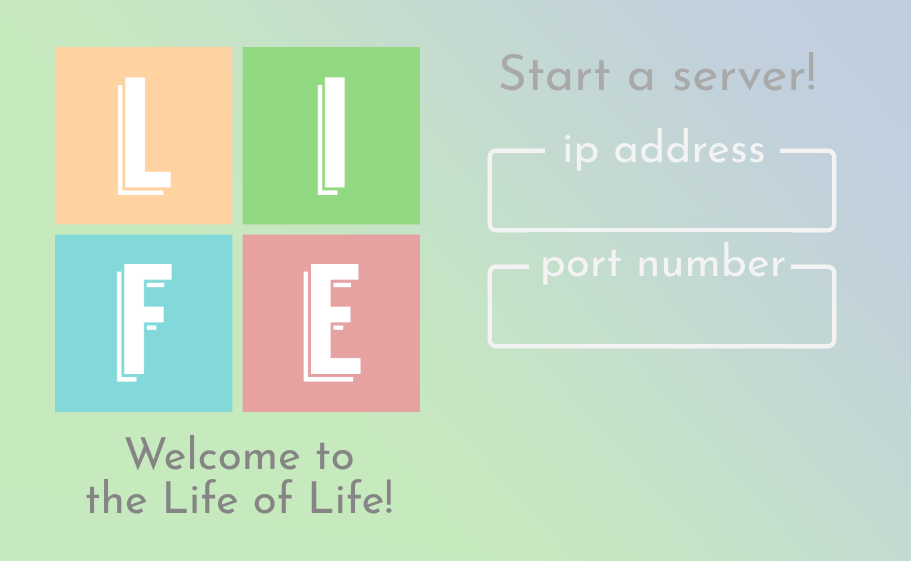 L I
F E
Welcome to
the Life of Life!
Start a server!
ip address
port number